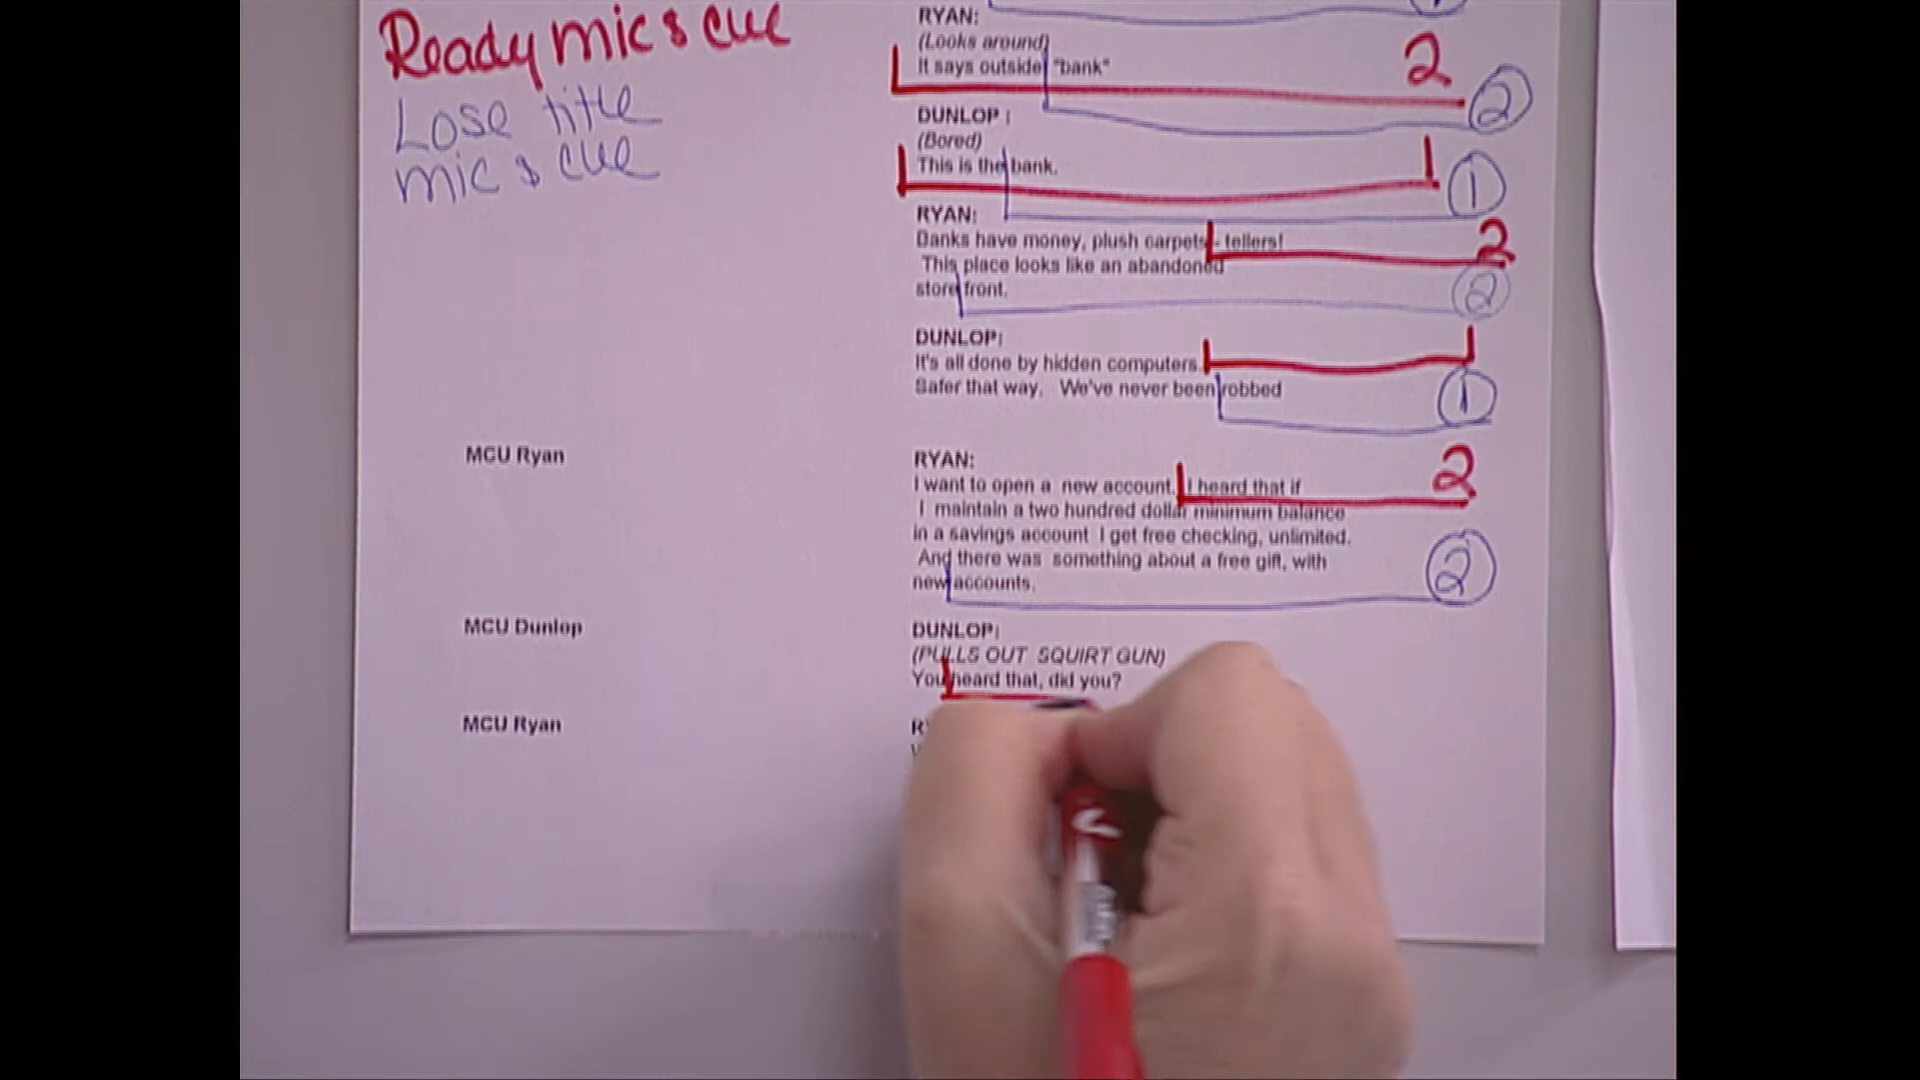 Ready mic & cue
Lose title
mic & cue
RYAN:
(Looks around)
It says outside "bank"
2
2
DUNLOP :
(Bored)
This is the bank.
1
1
RYAN:
Danks have money, plush carpets - tellers!
2
This place looks like an abandoned
store front.
2
DUNLOP:
It's all done by hidden computers.
1
Safer that way. We've never been robbed
1
MCU Ryan
RYAN:
I want to open a new account. I heard that if
2
I maintain a two hundred dollar minimum balance
in a savings account I get free checking, unlimited.
And there was something about a free gift, with
2
new accounts.
MCU Dunlop
DUNLOP:
(PULLS OUT SQUIRT GUN)
You heard that, did you?
MCU Ryan